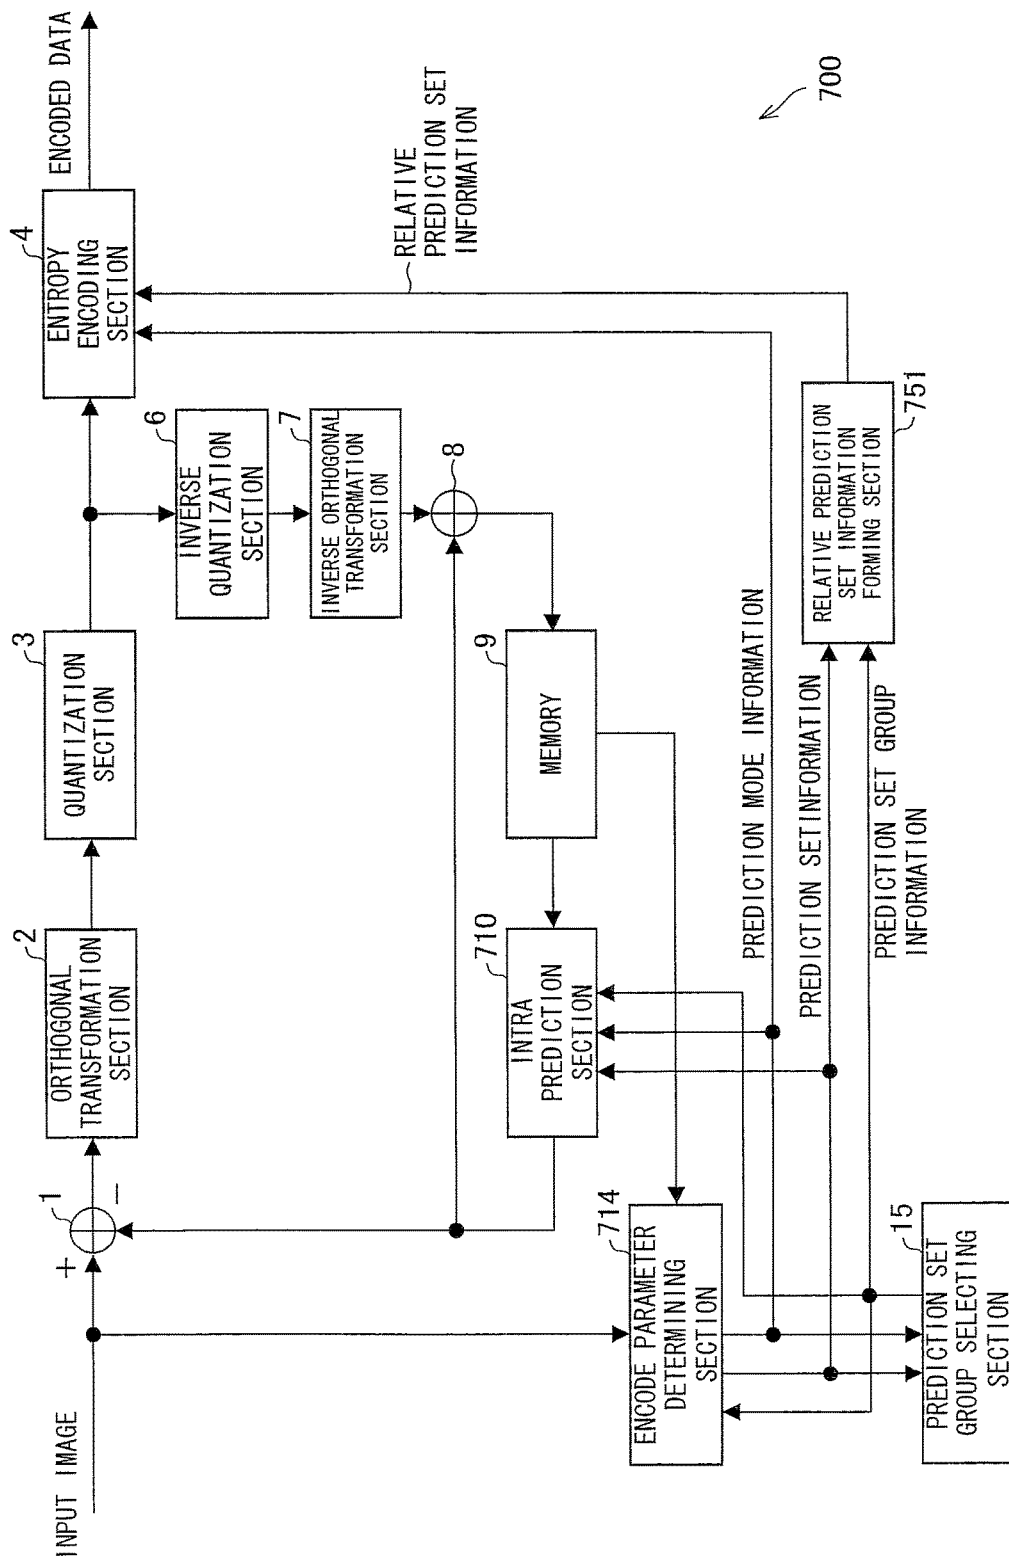 INPUT IMAGE
+
1
−
2
ORTHOGONAL
TRANSFORMATION
SECTION
3
QUANTIZATION
SECTION
4
ENTROPY
ENCODING
SECTION
ENCODED DATA
6
INVERSE
QUANTIZATION
SECTION
7
INVERSE ORTHOGONAL
TRANSFORMATION
SECTION
8
RELATIVE
PREDICTION SET
INFORMATION
9
MEMORY
710
INTRA
PREDICTION
SECTION
714
ENCODE PARAMETER
DETERMINING
SECTION
PREDICTION MODE INFORMATION
PREDICTION SETINFORMATION
PREDICTION SET GROUP
INFORMATION
751
RELATIVE PREDICTION
SET INFORMATION
FORMING SECTION
15
PREDICTION SET
GROUP SELECTING
SECTION
700